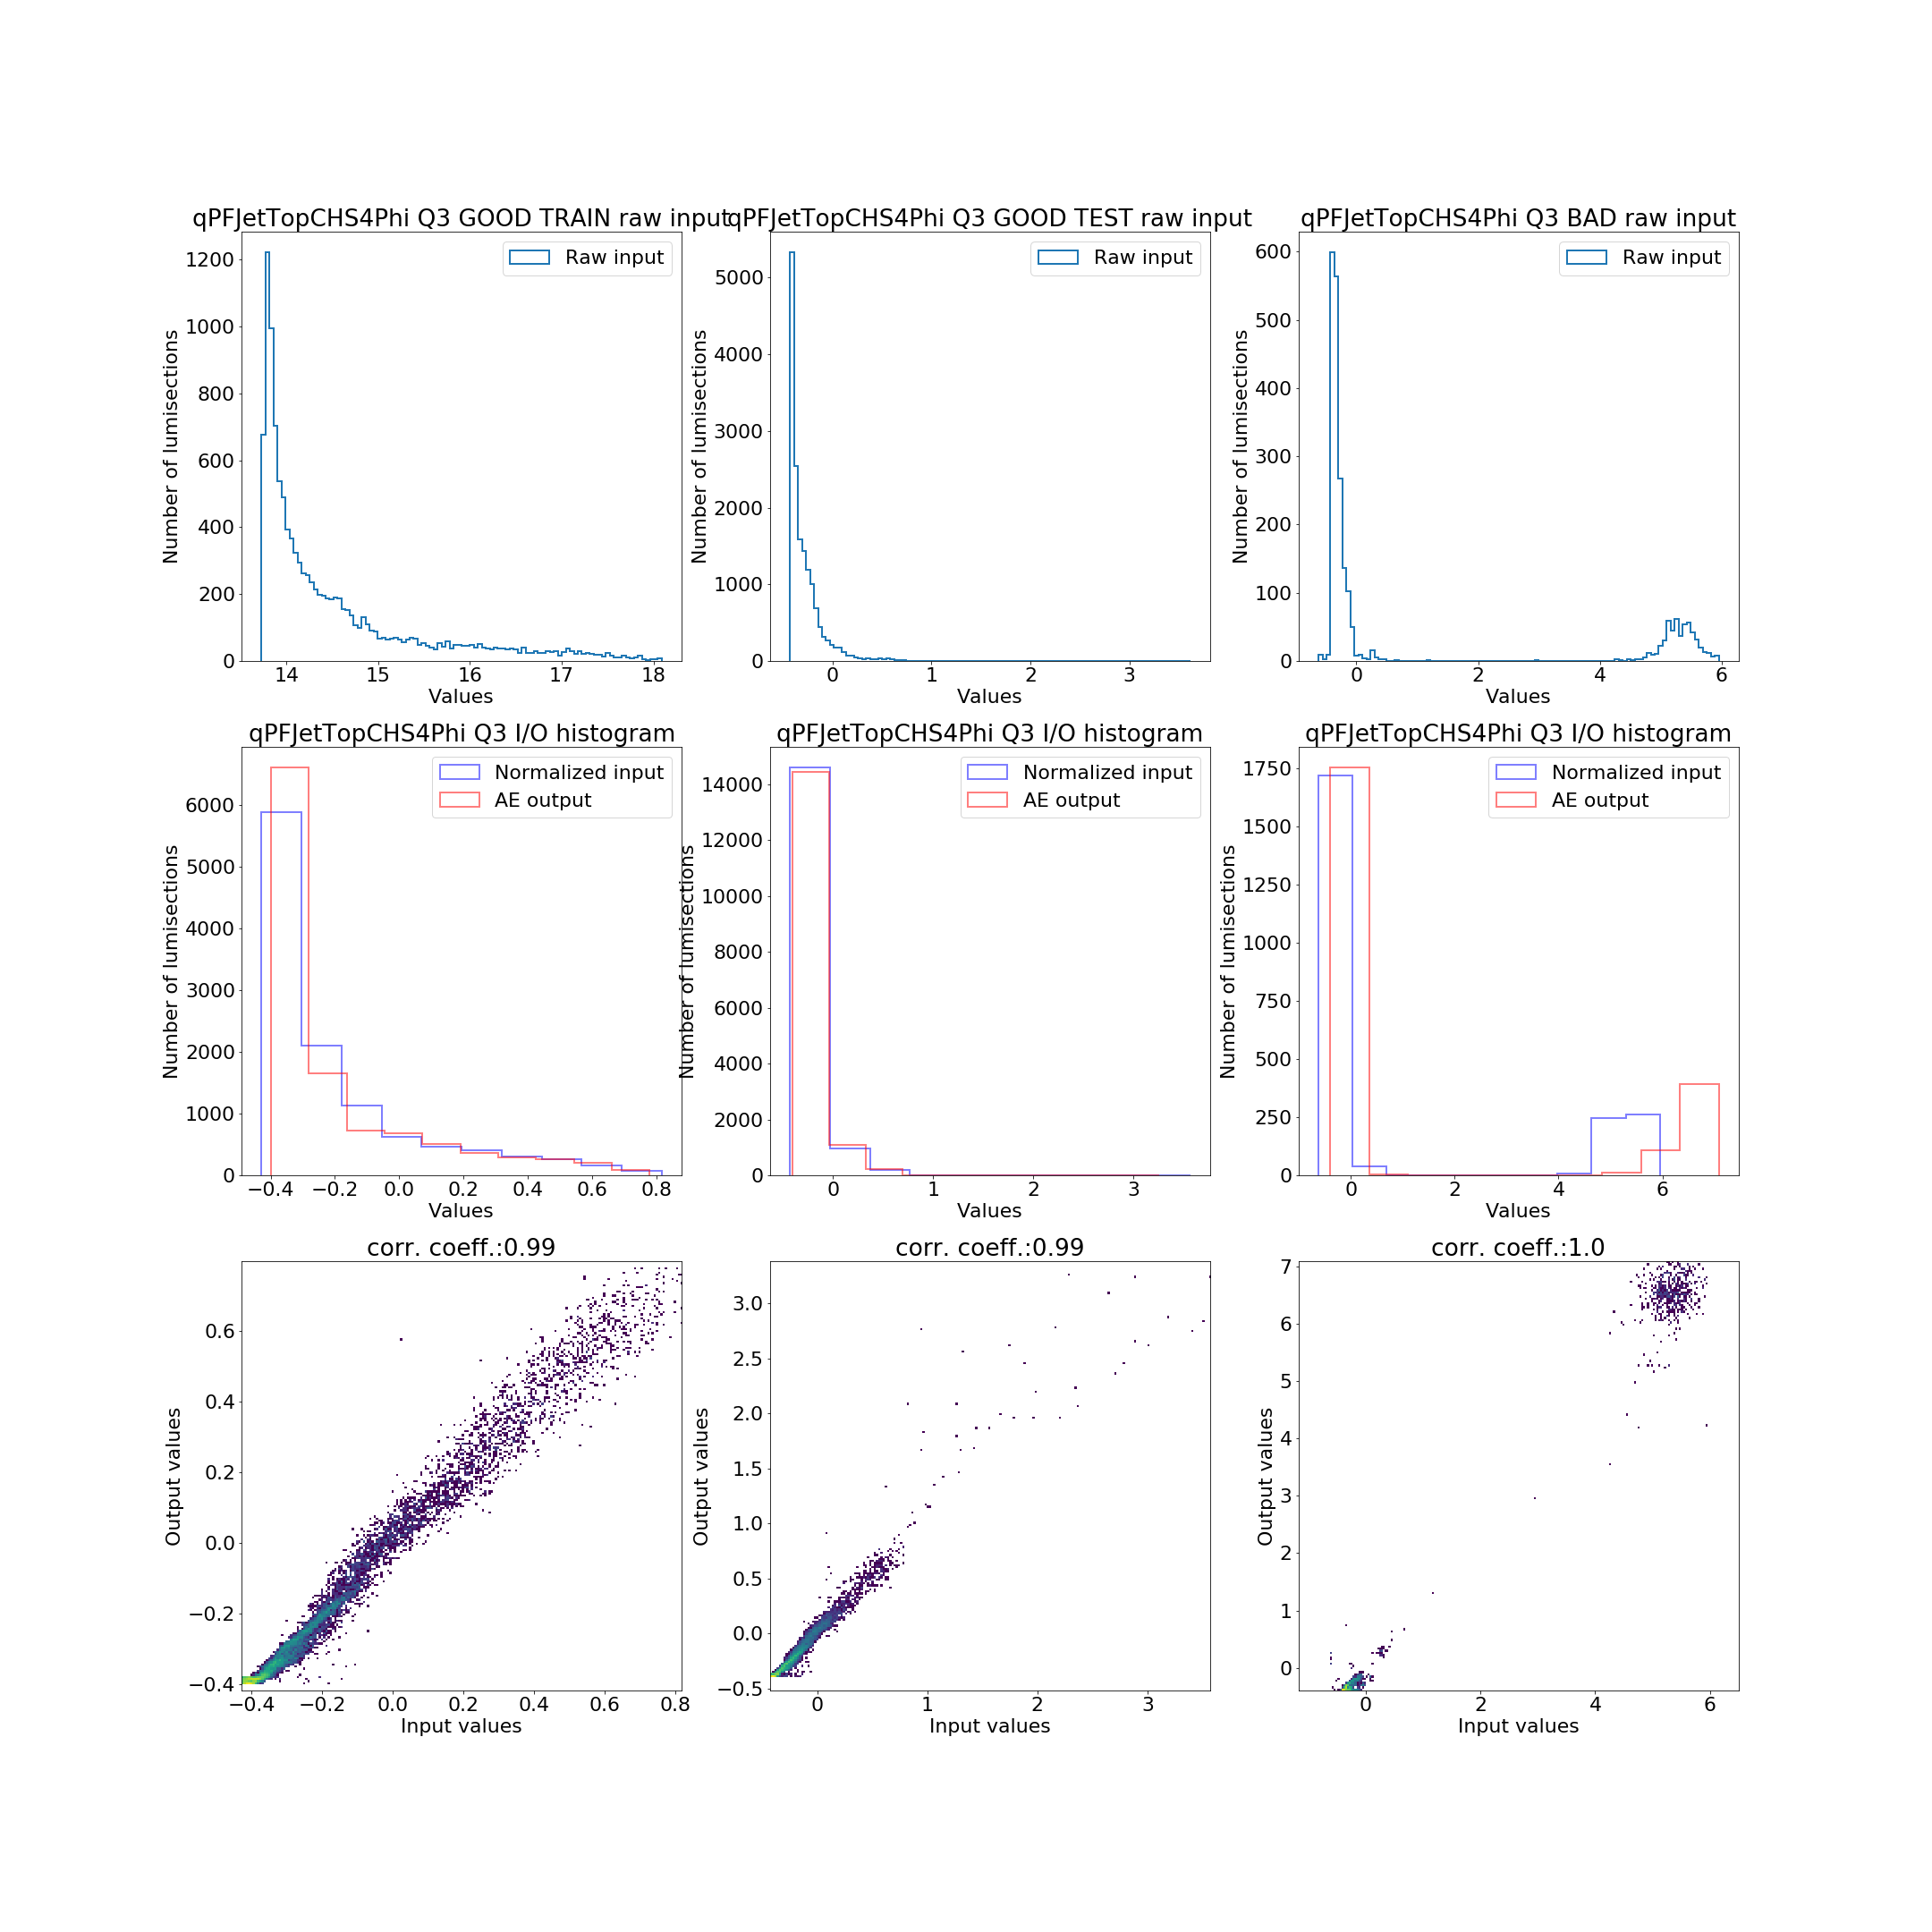 qPFJetTopCHS4Phi Q3 GOOD TRAIN raw input
Raw input
1200
1000
800
600
400
200
0
14 15 16 17 18
Number of lumisections
Values
qPFJetTopCHS4Phi Q3 GOOD TEST raw input
Raw input
5000
4000
3000
2000
1000
0
0 1 2 3
Number of lumisections
Values
qPFJetTopCHS4Phi Q3 BAD raw input
Raw input
600
500
400
300
200
100
0
0 2 4 6
Number of lumisections
Values
qPFJetTopCHS4Phi Q3 I/O histogram
Normalized input
AE output
6000
5000
4000
3000
2000
1000
0
−0.4 −0.2 0.0 0.2 0.4 0.6 0.8
Number of lumisections
Values
qPFJetTopCHS4Phi Q3 I/O histogram
Normalized input
AE output
14000
12000
10000
8000
6000
4000
2000
0
0 1 2 3
Number of lumisections
Values
qPFJetTopCHS4Phi Q3 I/O histogram
Normalized input
AE output
1750
1500
1250
1000
750
500
250
0
0 2 4 6
Number of lumisections
Values
corr. coeff.:0.99
0.6
0.4
0.2
0.0
−0.2
−0.4
−0.4 −0.2 0.0 0.2 0.4 0.6 0.8
Output values
Input values
corr. coeff.:0.99
3.0
2.5
2.0
1.5
1.0
0.5
0.0
−0.5
0 1 2 3
Output values
Input values
corr. coeff.:1.0
7
6
5
4
3
2
1
0
0 2 4 6
Output values
Input values